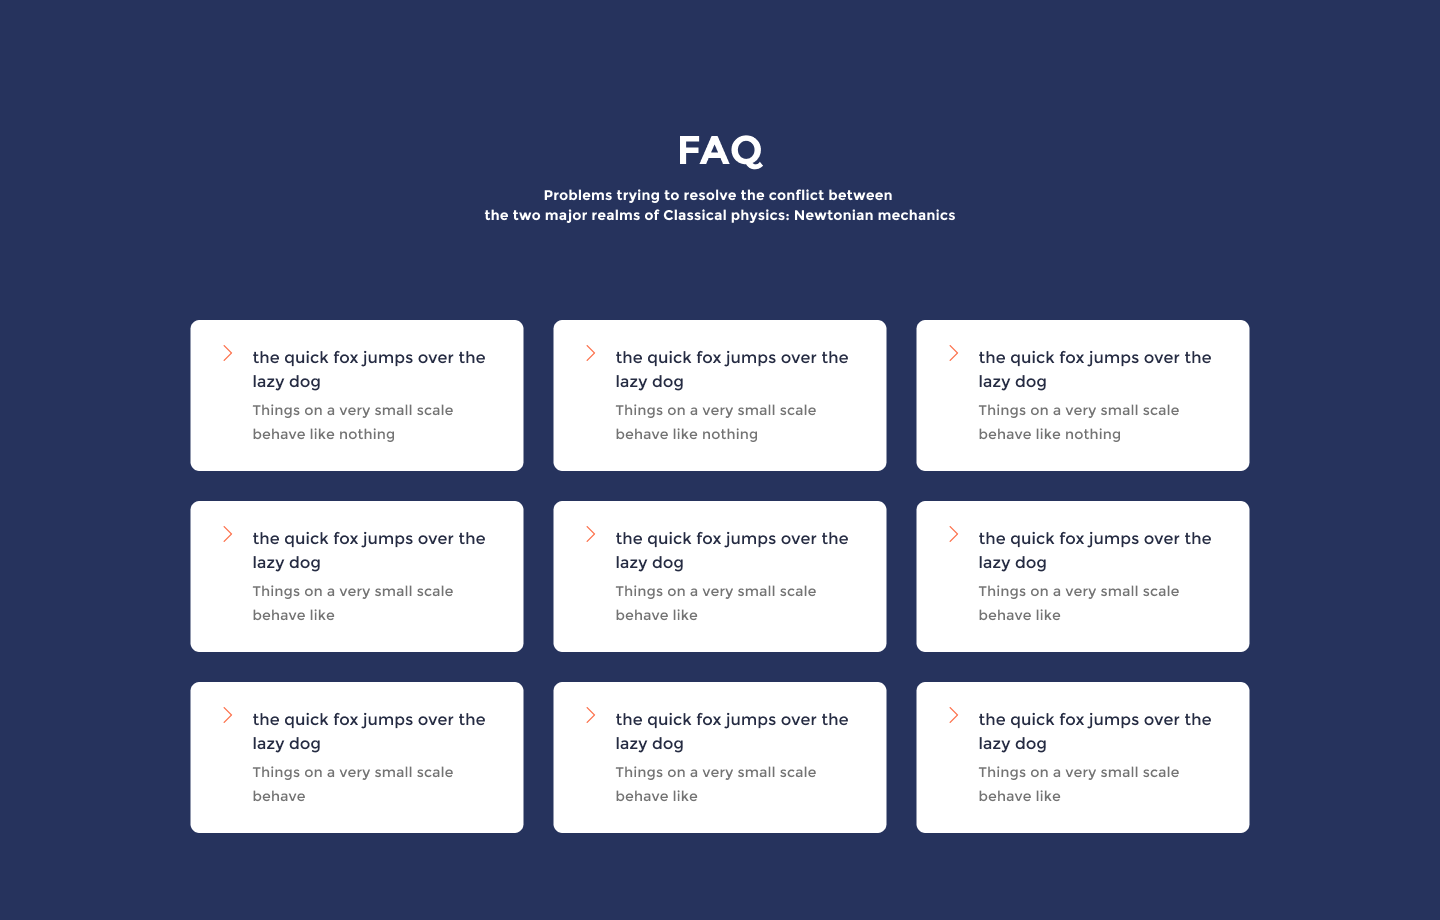 FAQ
Problems trying to resolve the conflict between
the two major realms of Classical physics: Newtonian mechanics
the quick fox jumps over the
lazy dog
Things on a very small scale
behave like nothing
the quick fox jumps over the
lazy dog
Things on a very small scale
behave like nothing
the quick fox jumps over the
lazy dog
Things on a very small scale
behave like nothing
the quick fox jumps over the
lazy dog
Things on a very small scale
behave like
the quick fox jumps over the
lazy dog
Things on a very small scale
behave like
the quick fox jumps over the
lazy dog
Things on a very small scale
behave like
the quick fox jumps over the
lazy dog
Things on a very small scale
behave
the quick fox jumps over the
lazy dog
Things on a very small scale
behave like
the quick fox jumps over the
lazy dog
Things on a very small scale
behave like